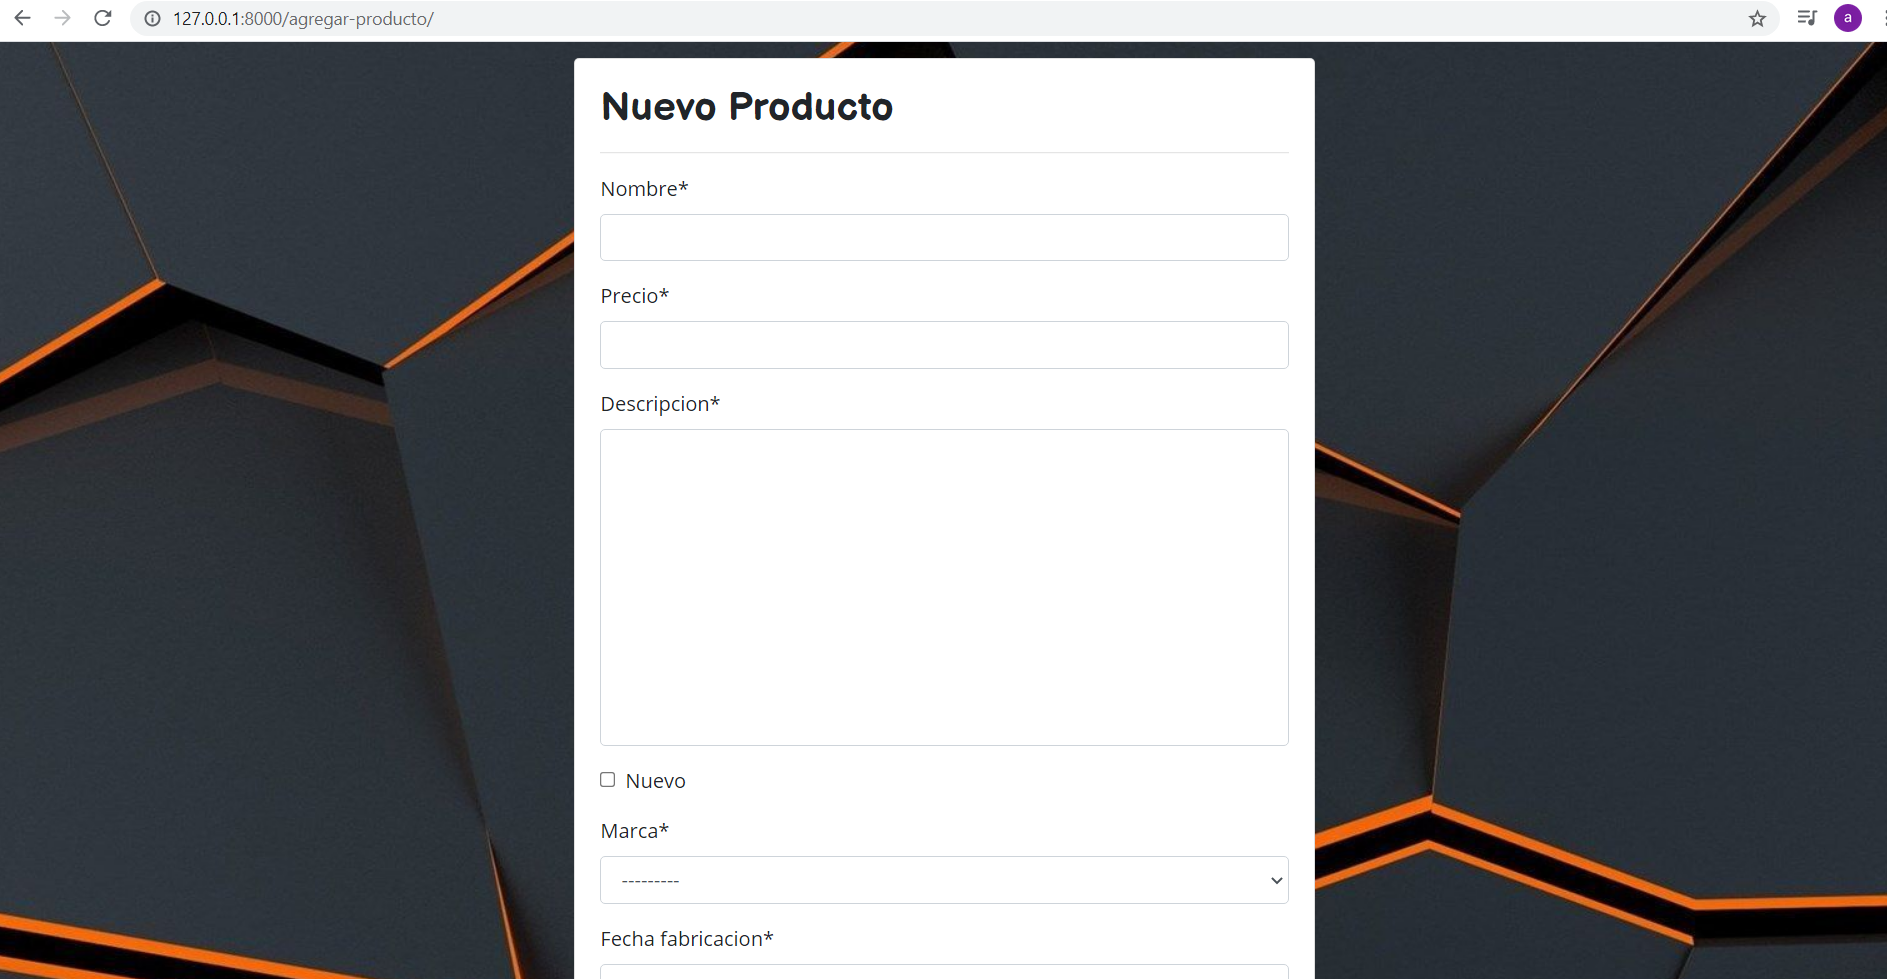 127.0.0.1:8000/agregar-producto/
a
Nuevo Producto
Nombre*
Precio*
Descripcion*
Nuevo
Marca*
---------
Fecha fabricacion*